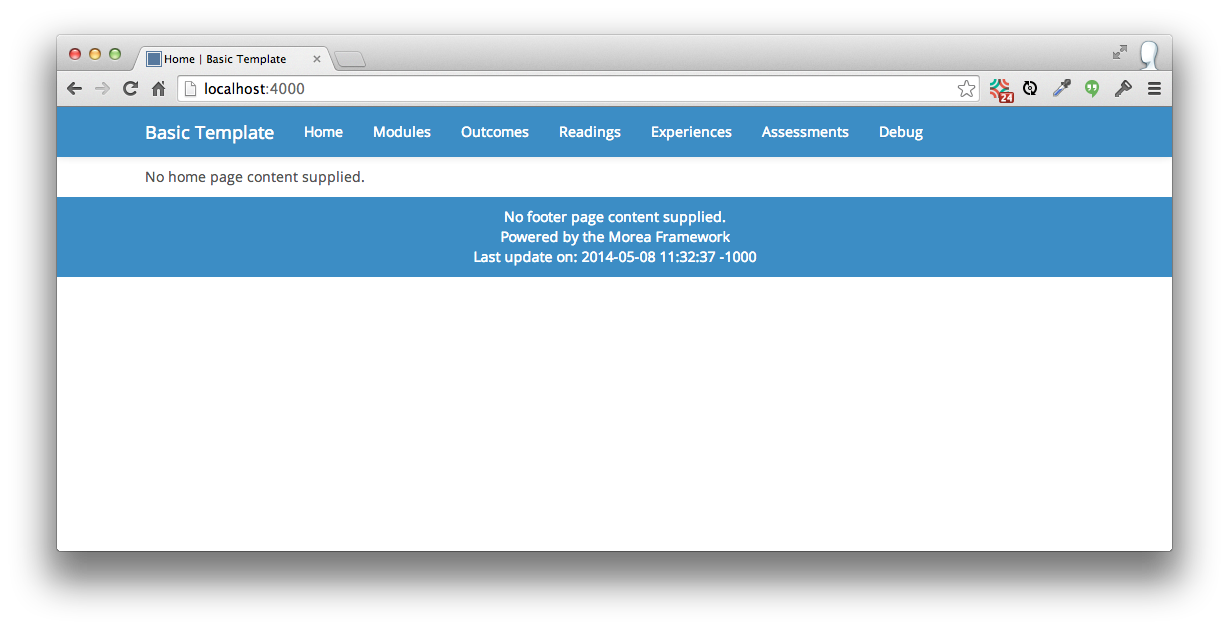 Home | Basic Template
localhost:4000
24
Basic Template Home Modules Outcomes Readings Experiences Assessments Debug
No home page content supplied.
No footer page content supplied.
Powered by the Morea Framework
Last update on: 2014-05-08 11:32:37 -1000